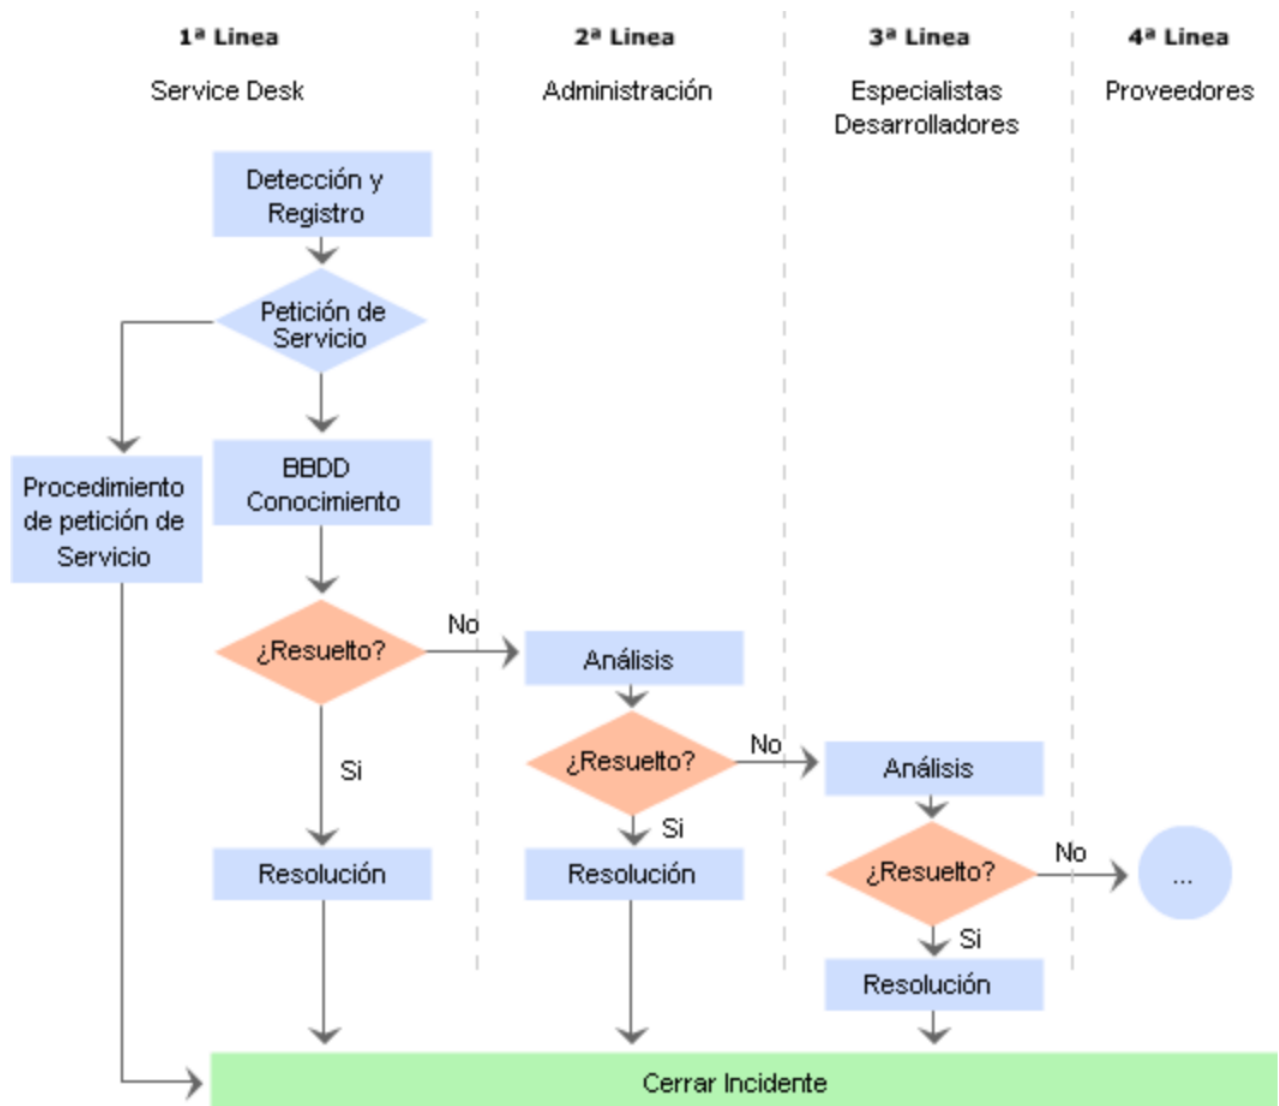 1ª Linea
2ª Linea
3ª Linea
4ª Linea
Service Desk
Administración
Especialistas
Desarrolladores
Proveedores
Detección y
Registro
Petición de
Servicio
Procedimiento
de petición de
Servicio
BBDD
Conocimiento
¿Resuelto?
No
Si
Resolución
Análisis
¿Resuelto?
No
Si
Resolución
Análisis
¿Resuelto?
No
Si
Resolución
...
Cerrar Incidente